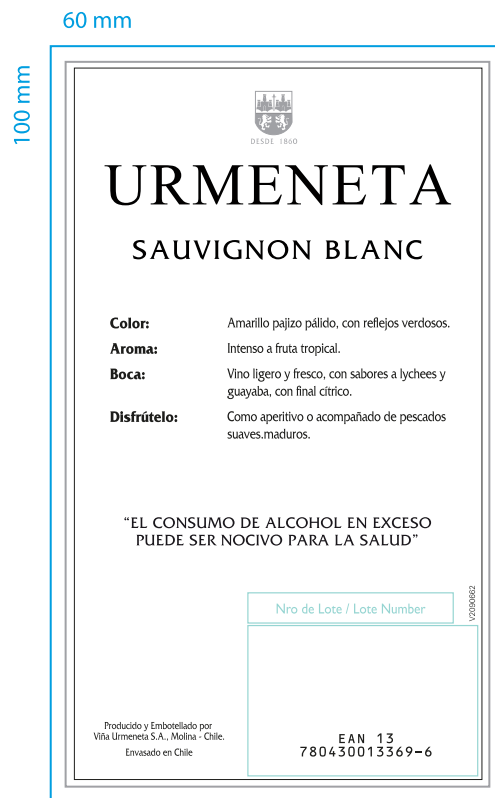 60 mm
100 mm
DESDE 1860
URMENETA
SAUVIGNON BLANC
Color: Amarillo pajizo pálido, con reflejos verdosos.
Aroma: Intenso a fruta tropical.
Boca: Vino ligero y fresco, con sabores a lychees y
guayaba, con final cítrico.
Disfrútelo: Como aperitivo o acompañado de pescados
suaves.maduros.
“EL CONSUMO DE ALCOHOL EN EXCESO
PUEDE SER NOCIVO PARA LA SALUD”
Nro de Lote / Lote Number
V2090662
Producido y Embotellado por
Viña Urmeneta S.A., Molina - Chile.
Envasado en Chile
EAN 13
780430013369-6